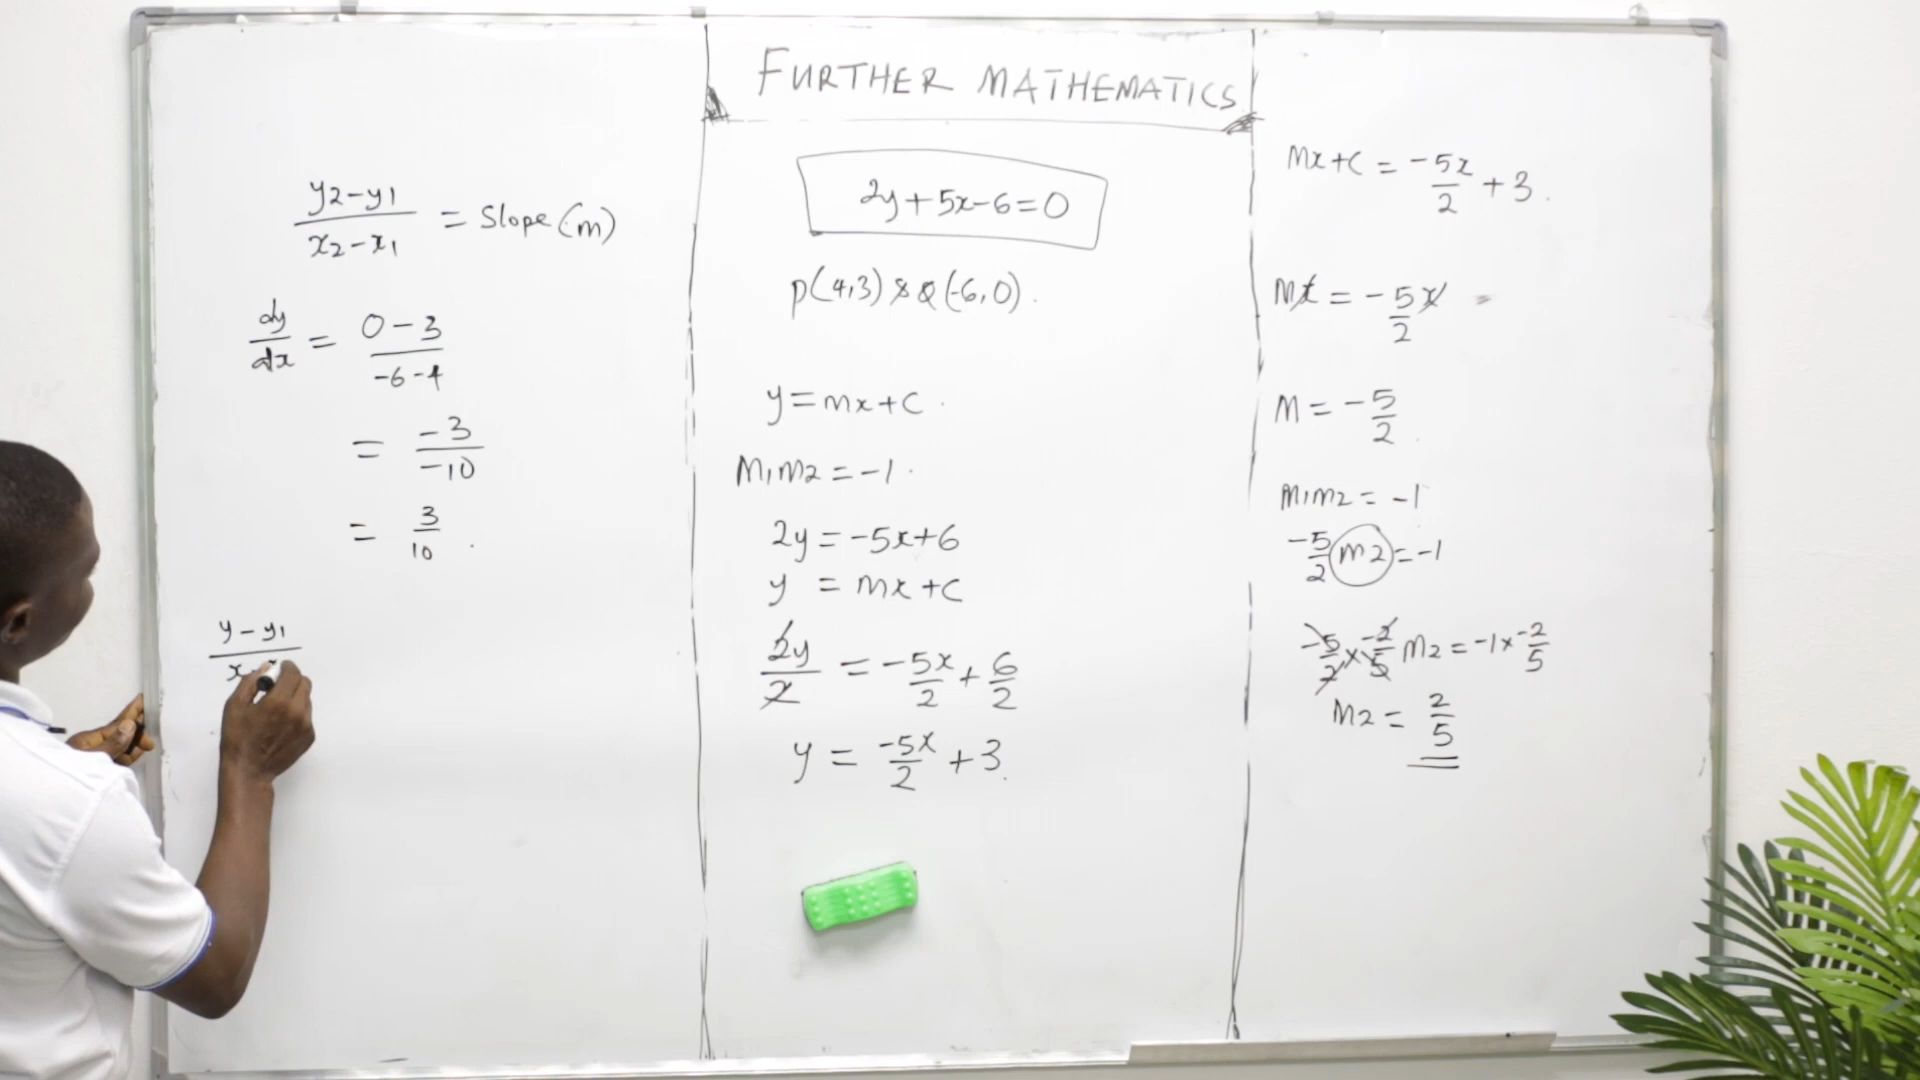 FURTHER MATHEMATICS
y2-y1/x2-x1 = Slope(m)
dy/dx = 0-3/-6-4
= -3/-10
= 3/10.
y-y1/x-
2y+5x-6=0
p(4,3) & Q(-6,0).
y=mx+C.
M1M2=-1.
2y=-5x+6
y = mx+C
2y/2 = -5x/2 + 6/2
y = -5x/2 + 3.
Mx+C = -5x/2 + 3.
Mx = -5/2 x =
M = -5/2.
M1M2 = -1
-5/2 M2 = -1
-5/2 x -2/5 M2 = -1 x -2/5
M2 = 2/5